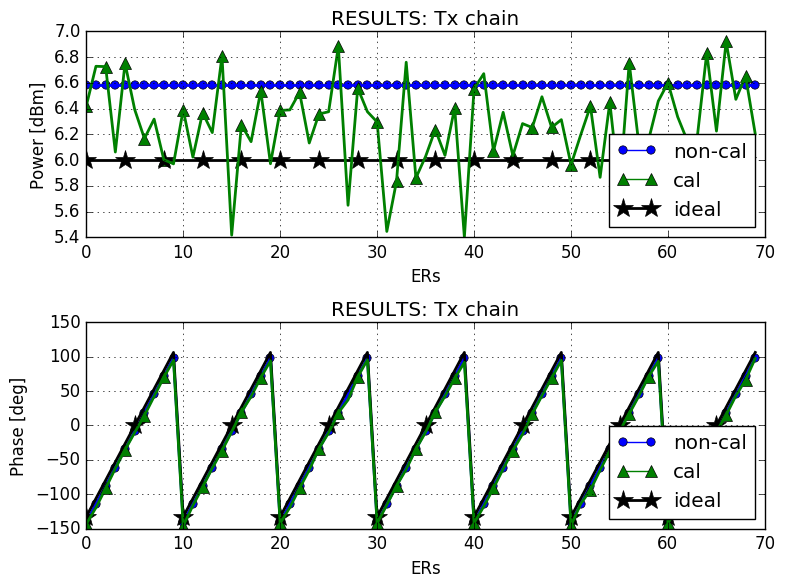 RESULTS: Tx chain
7.0
6.8
6.6
6.4
6.2
6.0
5.8
5.6
5.4
Power [dBm]
non-cal
cal
ideal
0 10 20 30 40 50 60 70
ERs
RESULTS: Tx chain
150
100
50
0
−50
−100
−150
Phase [deg]
non-cal
cal
ideal
0 10 20 30 40 50 60 70
ERs